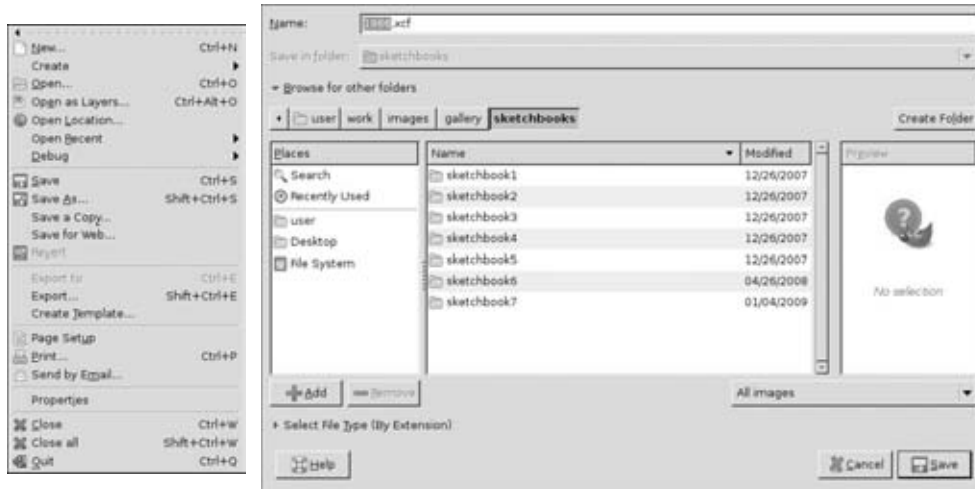 New... Ctrl+N
Create
Open... Ctrl+O
Open as Layers... Ctrl+Alt+O
Open Location...
Open Recent
Debug
Save Ctrl+S
Save As... Shift+Ctrl+S
Save a Copy...
Save for Web...
Revert
Export to Ctrl+E
Export... Shift+Ctrl+E
Create Template...
Page Setup
Print... Ctrl+P
Send by Email...
Properties
Close Ctrl+W
Close all Shift+Ctrl+W
Quit Ctrl+Q
Name: .xcf
Save in folder: sketchbooks
Browse for other folders
user work images gallery sketchbooks Create Folder
Places Name Modified Preview
Search sketchbook1 12/26/2007
Recently Used sketchbook2 12/26/2007
user sketchbook3 12/26/2007
Desktop sketchbook4 12/26/2007
File System sketchbook5 12/26/2007
sketchbook6 04/26/2008
sketchbook7 01/04/2009
No selection
Add Remove All images
Select File Type (By Extension)
Help Cancel Save